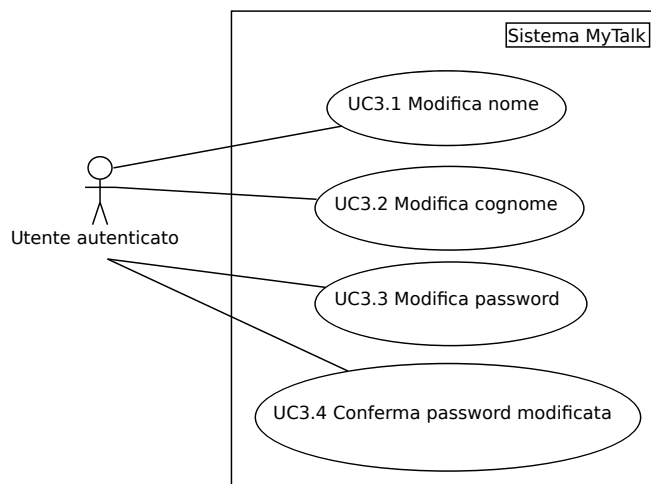 Sistema MyTalk
UC3.1 Modifica nome
UC3.2 Modifica cognome
Utente autenticato
UC3.3 Modifica password
UC3.4 Conferma password modificata